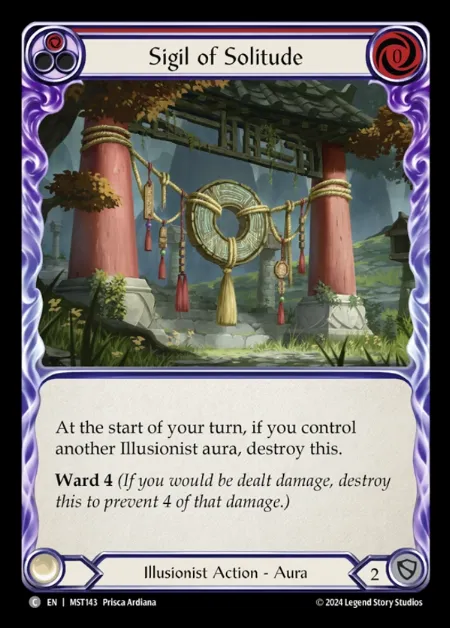 Sigil of Solitude
0
At the start of your turn, if you control
another Illusionist aura, destroy this.
Ward 4 (If you would be dealt damage, destroy
this to prevent 4 of that damage.)
Illusionist Action - Aura
2
C EN | MST143 Prisca Ardiana
© 2024 Legend Story Studios